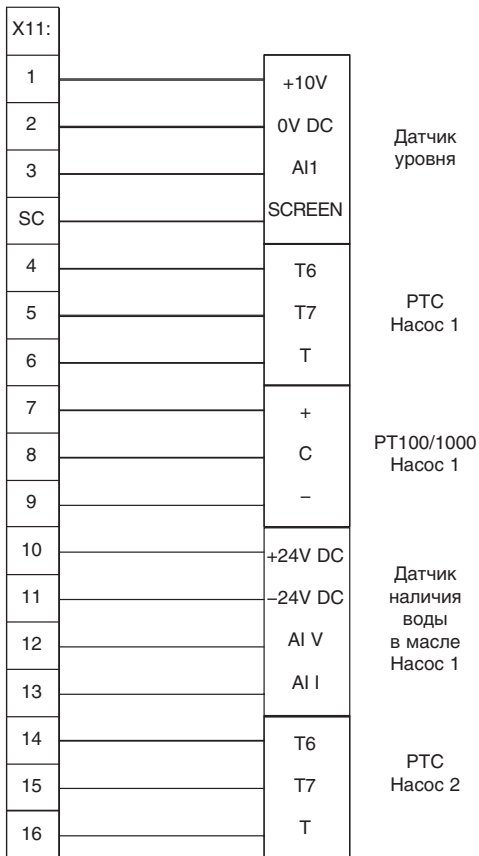 X11:
1
+10V
2
0V DC
3
AI1
SC
SCREEN
Датчик
уровня
4
T6
5
T7
6
T
PTC
Насос 1
7
+
8
C
9
–
PT100/1000
Насос 1
10
+24V DC
11
–24V DC
12
AI V
13
AI I
Датчик
наличия
воды
в масле
Насос 1
14
T6
15
T7
16
T
PTC
Насос 2